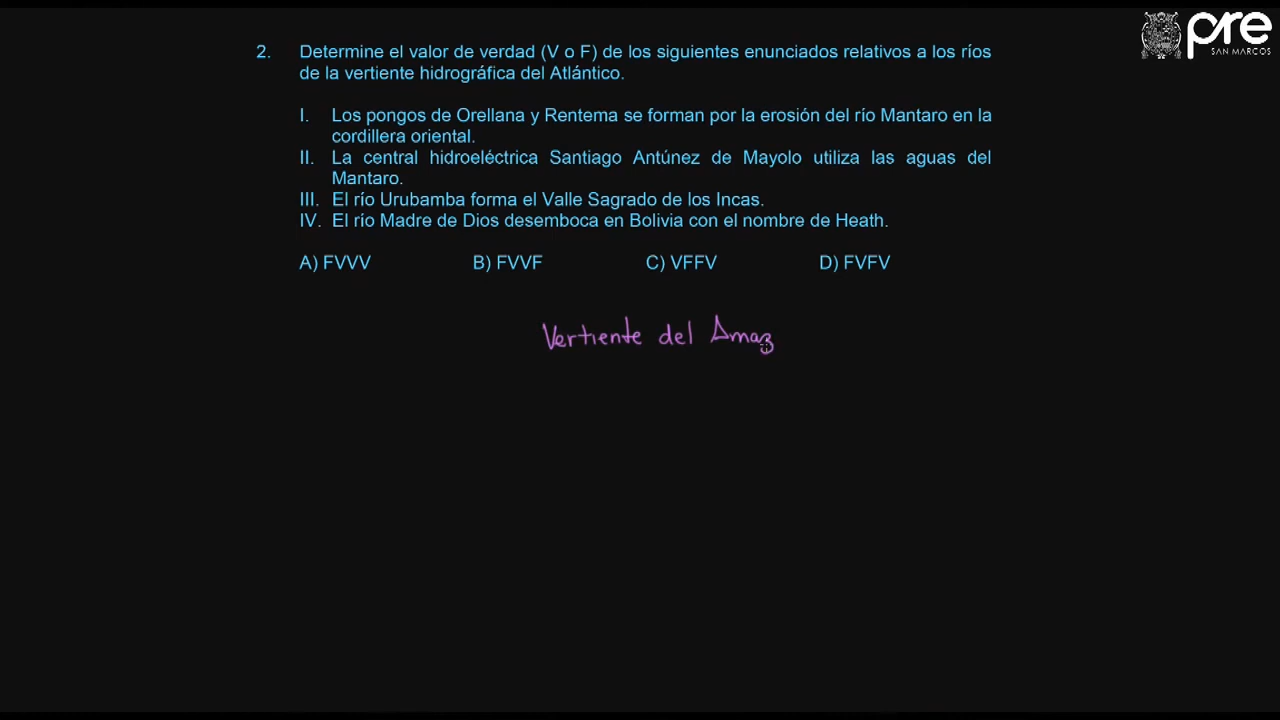 pre
SAN MARCOS
2. Determine el valor de verdad (V o F) de los siguientes enunciados relativos a los ríos
de la vertiente hidrográfica del Atlántico.
I. Los pongos de Orellana y Rentema se forman por la erosión del río Mantaro en la
cordillera oriental.
II. La central hidroeléctrica Santiago Antúnez de Mayolo utiliza las aguas del
Mantaro.
III. El río Urubamba forma el Valle Sagrado de los Incas.
IV. El río Madre de Dios desemboca en Bolivia con el nombre de Heath.
A) FVVV B) FVVF C) VFFV D) FVFV
Vertiente del Amaz